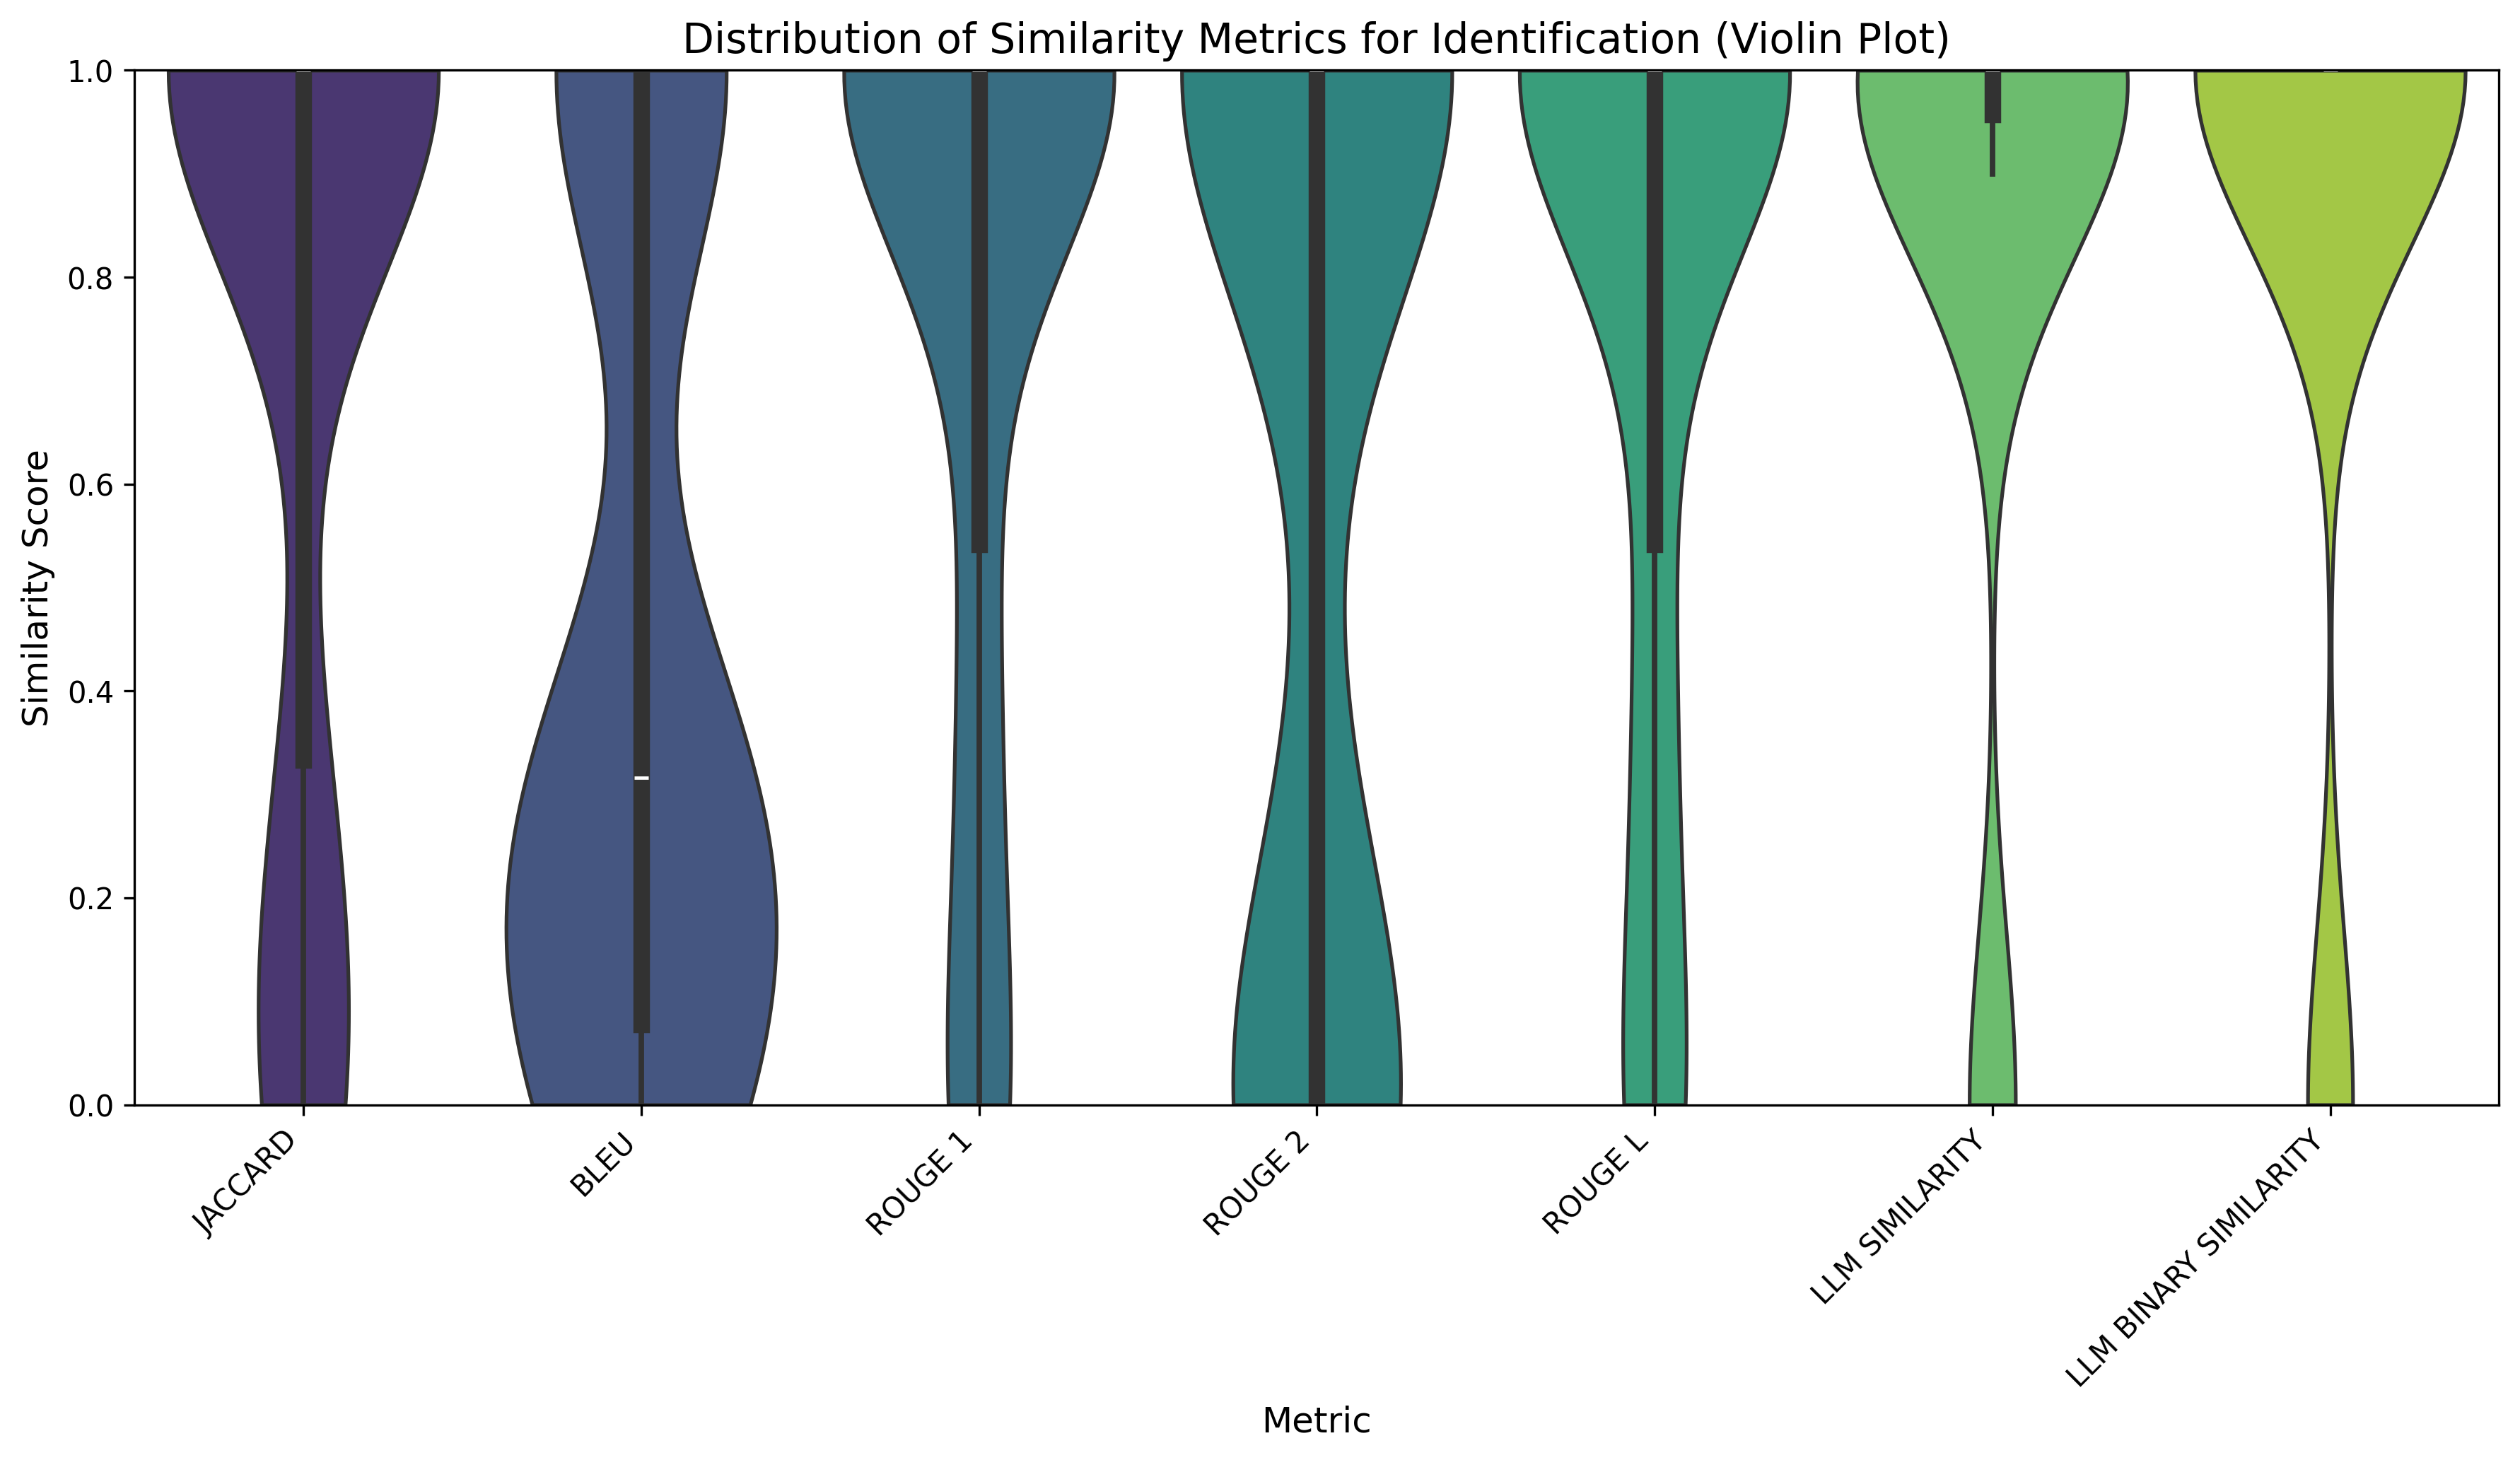 Distribution of Similarity Metrics for Identification (Violin Plot)
Similarity Score
1.0
0.8
0.6
0.4
0.2
0.0
JACCARD
BLEU
ROUGE 1
ROUGE 2
ROUGE L
LLM SIMILARITY
LLM BINARY SIMILARITY
Metric